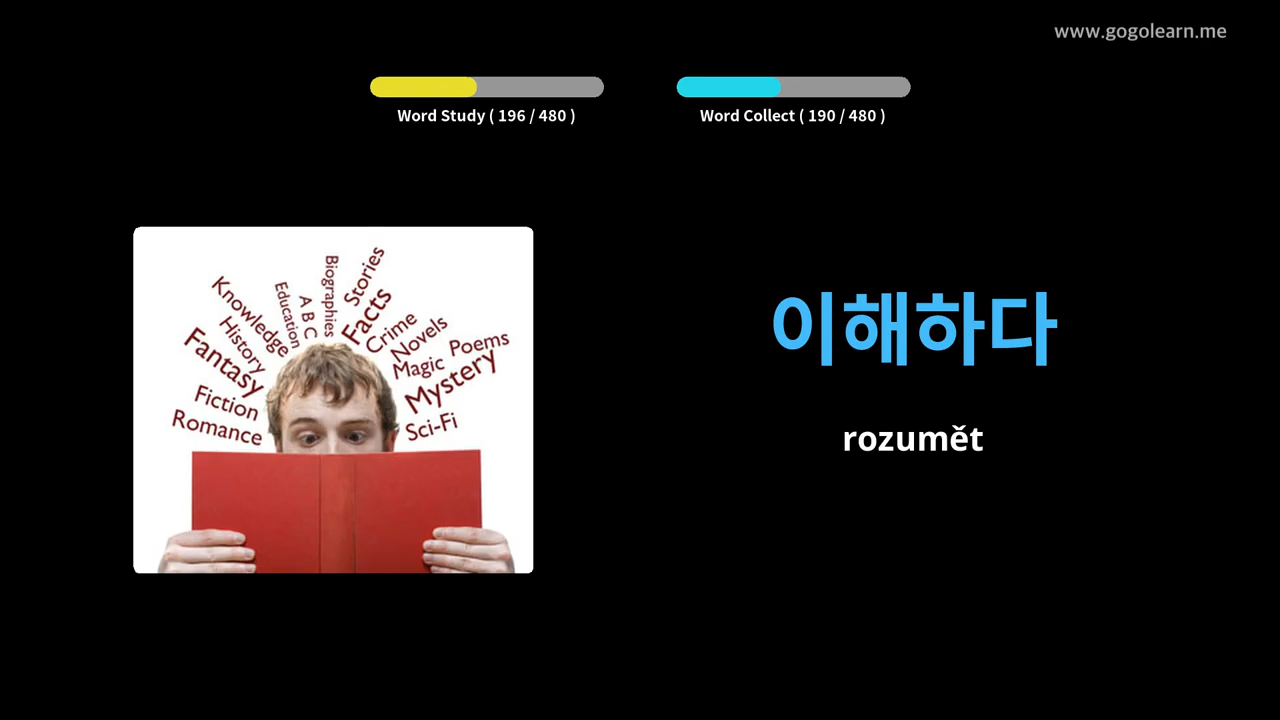 www.gogolearn.me
Word Study ( 196 / 480 )
Word Collect ( 190 / 480 )
Biographies
Stories
Education
A B C
Facts
Knowledge
Crime
History
Novels
Fantasy
Magic
Poems
Mystery
Fiction
Romance
Sci-Fi
이해하다
rozumět